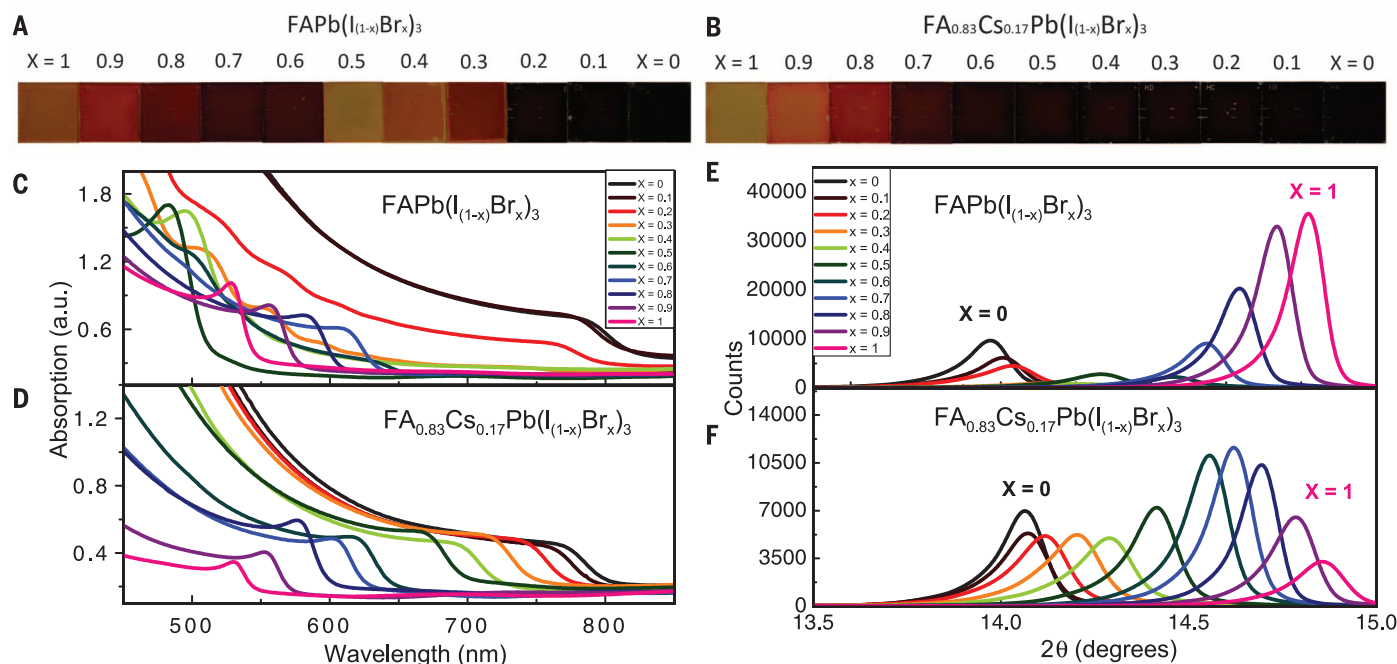 A
FAPb(I(1-x)Brx)3
X = 1 0.9 0.8 0.7 0.6 0.5 0.4 0.3 0.2 0.1 X = 0
B
FA0.83Cs0.17Pb(I(1-x)Brx)3
X = 1 0.9 0.8 0.7 0.6 0.5 0.4 0.3 0.2 0.1 X = 0
HD HC
C
1.8
1.2
0.6
FAPb(I(1-x)Brx)3
X = 0
X = 0.1
X = 0.2
X = 0.3
X = 0.4
X = 0.5
X = 0.6
X = 0.7
X = 0.8
X = 0.9
X = 1
D
1.2
0.8
0.4
FA0.83Cs0.17Pb(I(1-x)Brx)3
Absorption (a.u.)
500 600 700 800
Wavelength (nm)
E
40000
30000
20000
10000
0
x = 0
x = 0.1
x = 0.2
x = 0.3
x = 0.4
x = 0.5
x = 0.6
x = 0.7
x = 0.8
x = 0.9
x = 1
FAPb(I(1-x)Brx)3
X = 1
X = 0
Counts
F
14000
10500
7000
3500
0
FA0.83Cs0.17Pb(I(1-x)Brx)3
X = 0
X = 1
13.5 14.0 14.5 15.0
2θ (degrees)